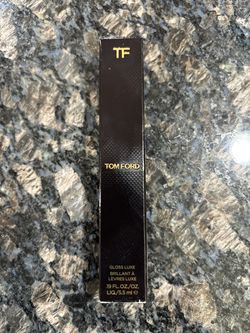 TF
TOM FORD
GLOSS LUXE
BRILLANT À
LÈVRES LUXE
.19 FL.OZ./OZ.
LIQ./5.5 ml ℮